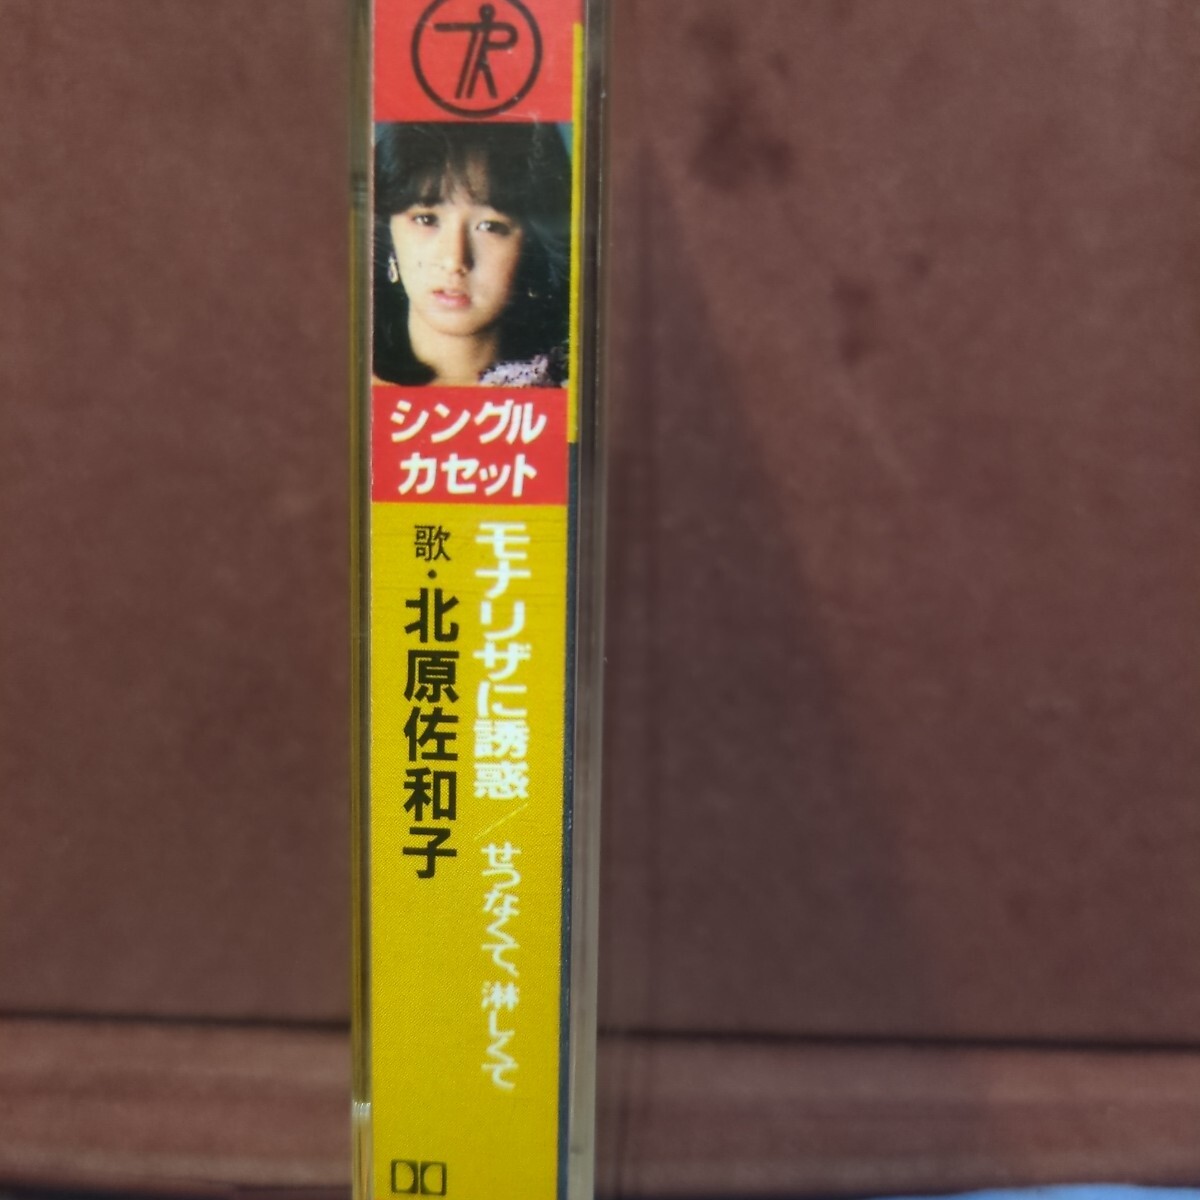 TR
シングル
カセット
モナリザに誘惑／せつなくて、淋しくて
歌・北原佐和子